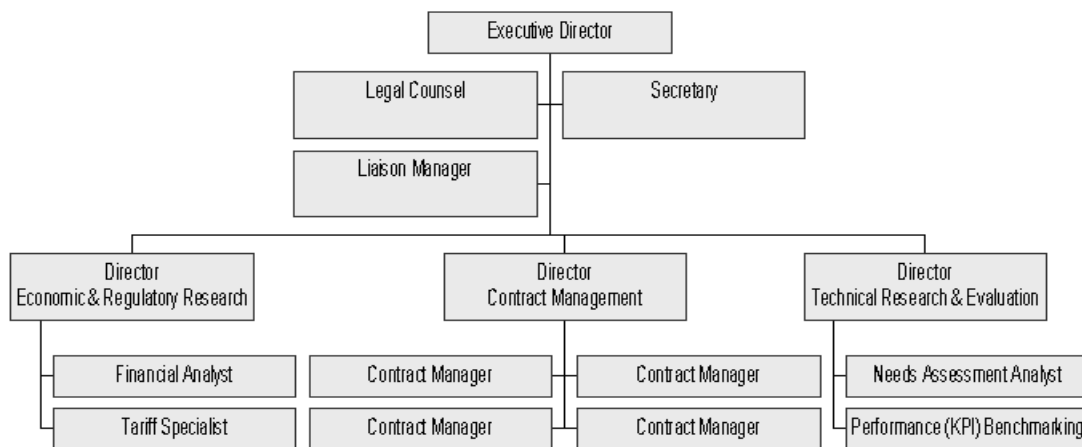 Executive Director
Legal Counsel
Secretary
Liaison Manager
Director
Economic & Regulatory Research
Director
Contract Management
Director
Technical Research & Evaluation
Financial Analyst
Contract Manager
Contract Manager
Needs Assessment Analyst
Tariff Specialist
Contract Manager
Contract Manager
Performance (KPI) Benchmarking